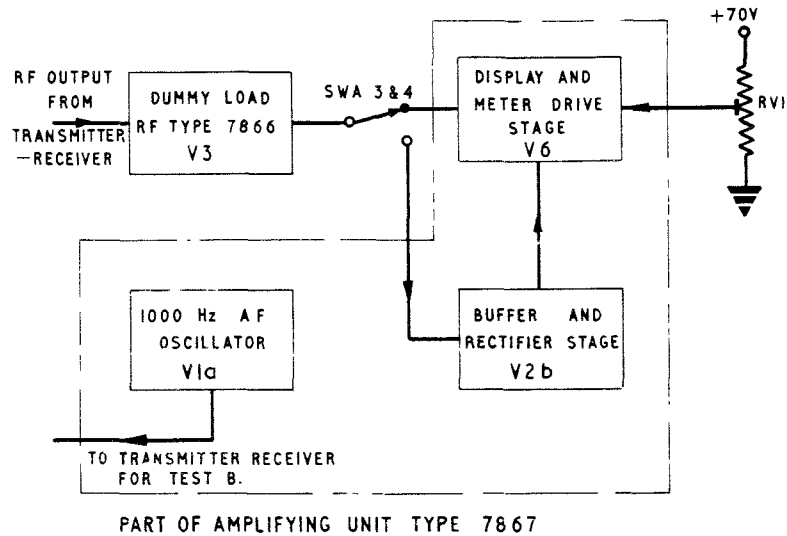 +70V
RF OUTPUT
FROM
TRANSMITTER
-RECEIVER
DUMMY LOAD
RF TYPE 7866
V3
SWA 3&4
DISPLAY AND
METER DRIVE
STAGE
V6
RV1
1000 Hz AF
OSCILLATOR
V1a
BUFFER AND
RECTIFIER STAGE
V2b
TO TRANSMITTER RECEIVER
FOR TEST B.
PART OF AMPLIFYING UNIT TYPE 7867